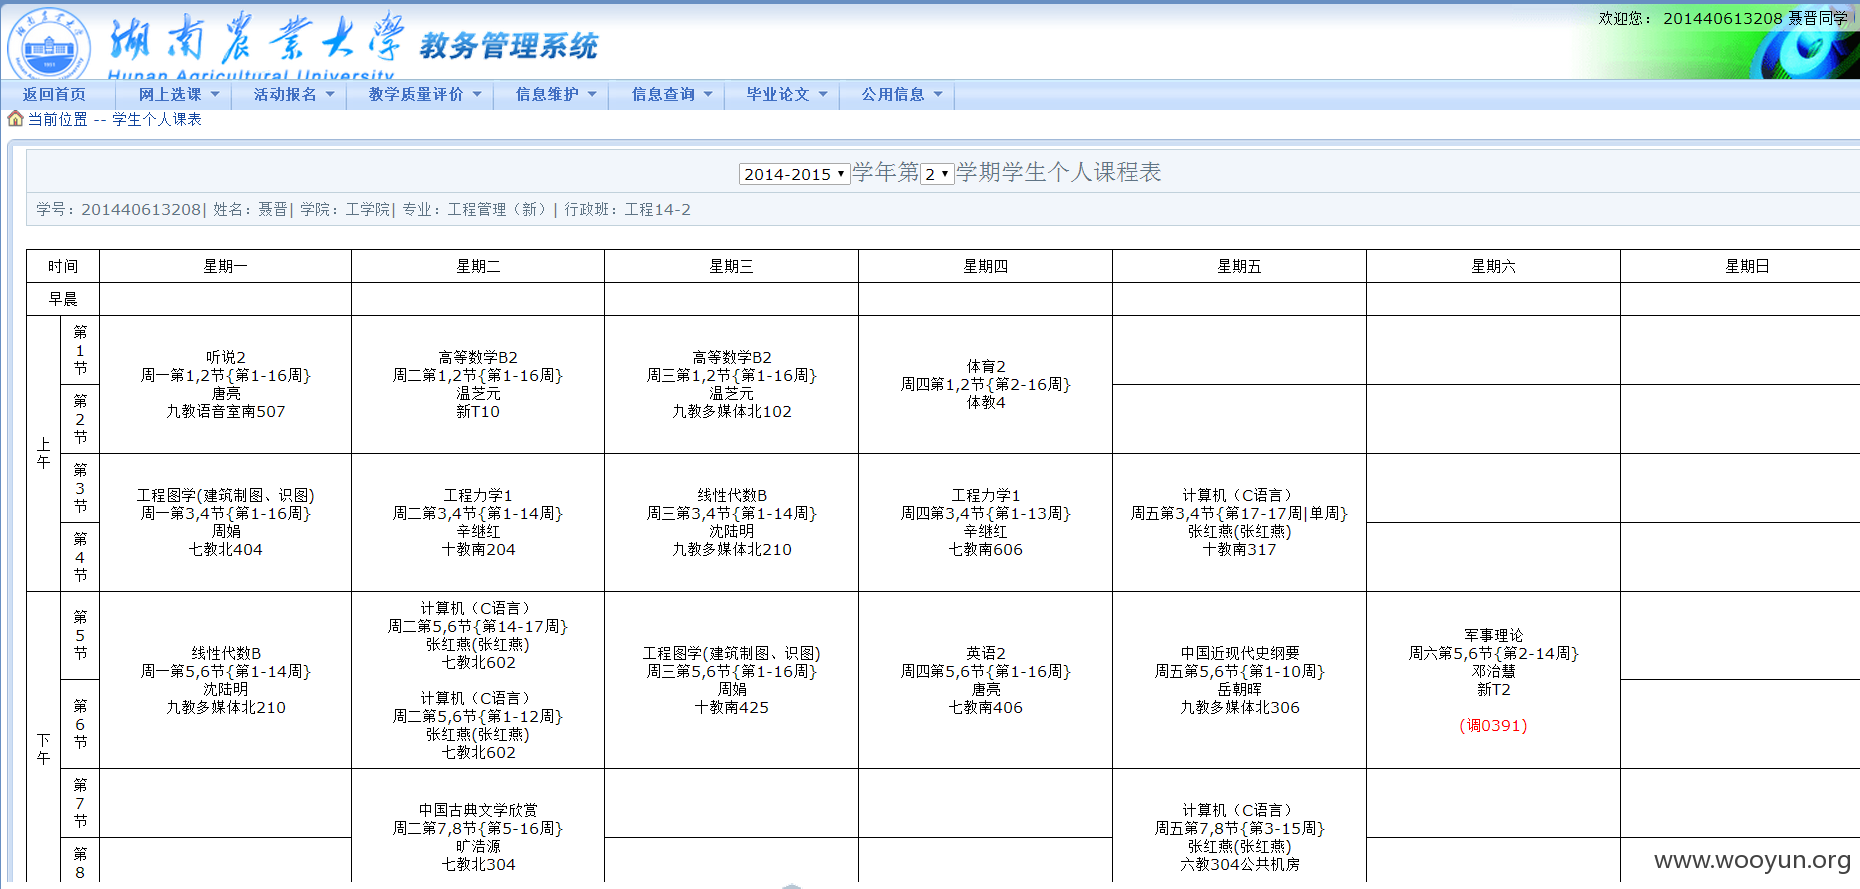 欢迎您： 201440613208 聂晋同学
湖南农业大学 教务管理系统
Hunan Agricultural University
返回首页 网上选课 活动报名 教学质量评价 信息维护 信息查询 毕业论文 公用信息
当前位置 -- 学生个人课表
2014-2015 学年第 2 学期学生个人课程表
学号：201440613208| 姓名：聂晋| 学院：工学院| 专业：工程管理（新）| 行政班：工程14-2
时间 星期一 星期二 星期三 星期四 星期五 星期六 星期日
早晨
上午
第1节
听说2
周一第1,2节{第1-16周}
唐亮
九教语音室南507
高等数学B2
周二第1,2节{第1-16周}
温芝元
新T10
高等数学B2
周三第1,2节{第1-16周}
温芝元
九教多媒体北102
体育2
周四第1,2节{第2-16周}
体教4
第2节
第3节
工程图学(建筑制图、识图)
周一第3,4节{第1-16周}
周娟
七教北404
工程力学1
周二第3,4节{第1-14周}
辛继红
十教南204
线性代数B
周三第3,4节{第1-14周}
沈陆明
九教多媒体北210
工程力学1
周四第3,4节{第1-13周}
辛继红
七教南606
计算机（C语言）
周五第3,4节{第17-17周|单周}
张红燕(张红燕)
十教南317
第4节
下午
第5节
线性代数B
周一第5,6节{第1-14周}
沈陆明
九教多媒体北210
计算机（C语言）
周二第5,6节{第14-17周}
张红燕(张红燕)
七教北602
计算机（C语言）
周二第5,6节{第1-12周}
张红燕(张红燕)
七教北602
工程图学(建筑制图、识图)
周三第5,6节{第1-16周}
周娟
十教南425
英语2
周四第5,6节{第1-16周}
唐亮
七教南406
中国近现代史纲要
周五第5,6节{第1-10周}
岳朝晖
九教多媒体北306
军事理论
周六第5,6节{第2-14周}
邓治慧
新T2
(调0391)
第6节
第7节
中国古典文学欣赏
周二第7,8节{第5-16周}
旷浩源
七教北304
计算机（C语言）
周五第7,8节{第3-15周}
张红燕(张红燕)
六教304公共机房
第8
www.wooyun.org